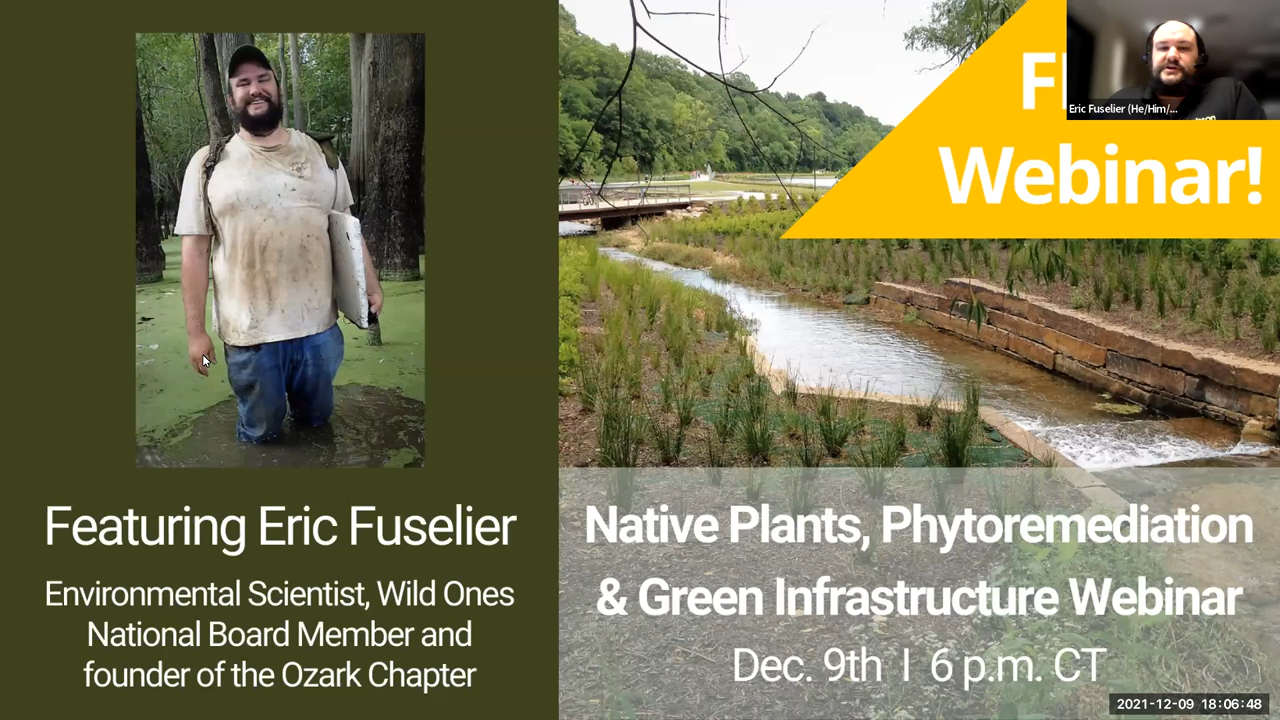 Webinar!
Eric Fuselier (He/Him/...
Featuring Eric Fuselier
Environmental Scientist, Wild Ones
National Board Member and
founder of the Ozark Chapter
Native Plants, Phytoremediation
& Green Infrastructure Webinar
Dec. 9th I 6 p.m. CT
2021-12-09 18:06:48